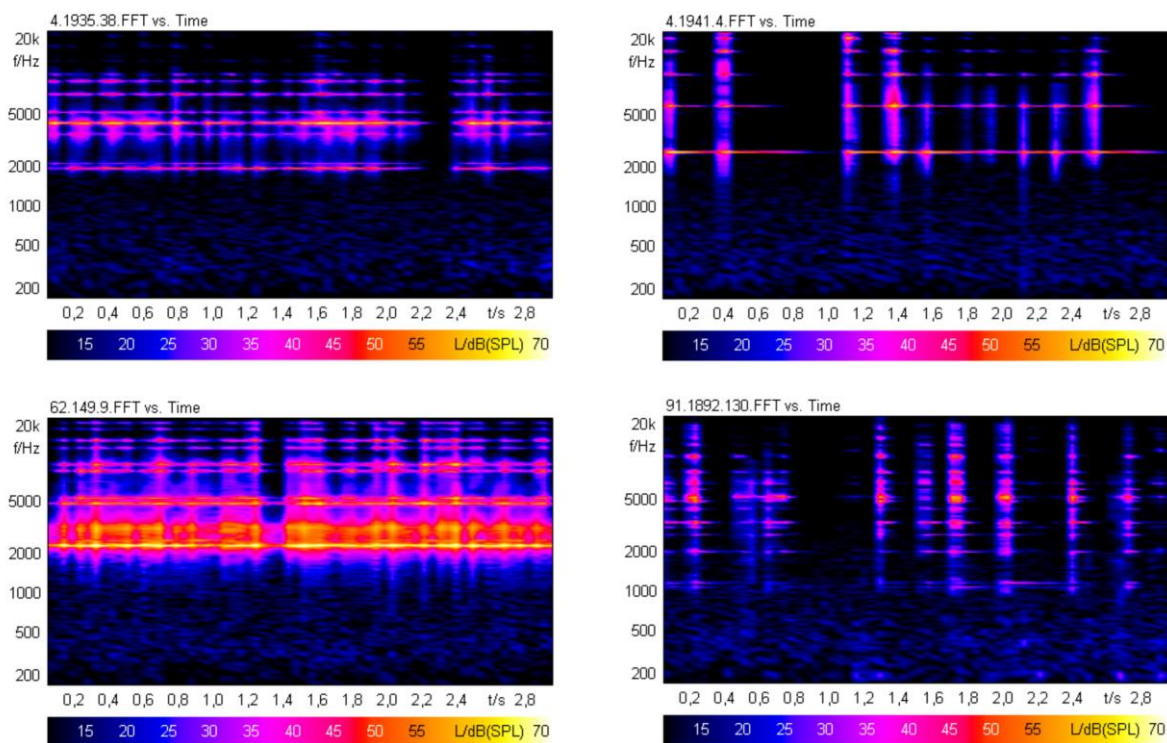 4.1935.38.FFT vs. Time
20k
f/Hz
5000
2000
1000
500
200
0,2 0,4 0,6 0,8 1,0 1,2 1,4 1,6 1,8 2,0 2,2 2,4 t/s 2,8
15 20 25 30 35 40 45 50 55 L/dB(SPL) 70
4.1941.4.FFT vs. Time
20k
f/Hz
5000
2000
1000
500
200
0,2 0,4 0,6 0,8 1,0 1,2 1,4 1,6 1,8 2,0 2,2 2,4 t/s 2,8
15 20 25 30 35 40 45 50 55 L/dB(SPL) 70
62.149.9.FFT vs. Time
20k
f/Hz
5000
2000
1000
500
200
0,2 0,4 0,6 0,8 1,0 1,2 1,4 1,6 1,8 2,0 2,2 2,4 t/s 2,8
15 20 25 30 35 40 45 50 55 L/dB(SPL) 70
91.1892.130.FFT vs. Time
20k
f/Hz
5000
2000
1000
500
200
0,2 0,4 0,6 0,8 1,0 1,2 1,4 1,6 1,8 2,0 2,2 2,4 t/s 2,8
15 20 25 30 35 40 45 50 55 L/dB(SPL) 70